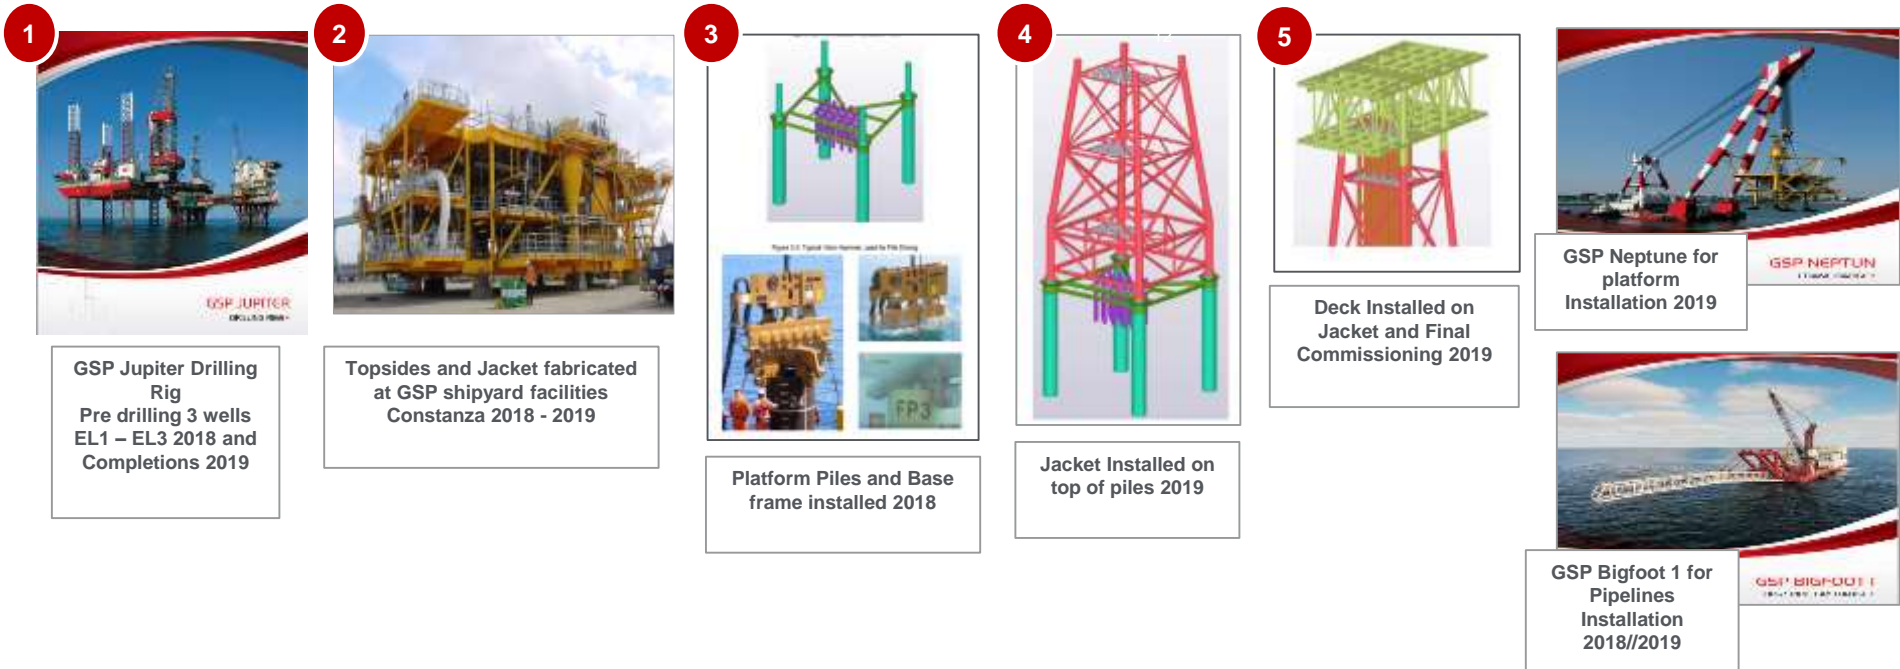 1
GSP JUPITER
GSP Jupiter Drilling
Rig
Pre drilling 3 wells
EL1 – EL3 2018 and
Completions 2019
2
Topsides and Jacket fabricated
at GSP shipyard facilities
Constanza 2018 - 2019
3
FP3
Platform Piles and Base
frame installed 2018
4
Jacket Installed on
top of piles 2019
5
Deck Installed on
Jacket and Final
Commissioning 2019
GSP NEPTUN
GSP Neptune for
platform
Installation 2019
GSP BIGFOOT 1
GSP Bigfoot 1 for
Pipelines
Installation
2018//2019